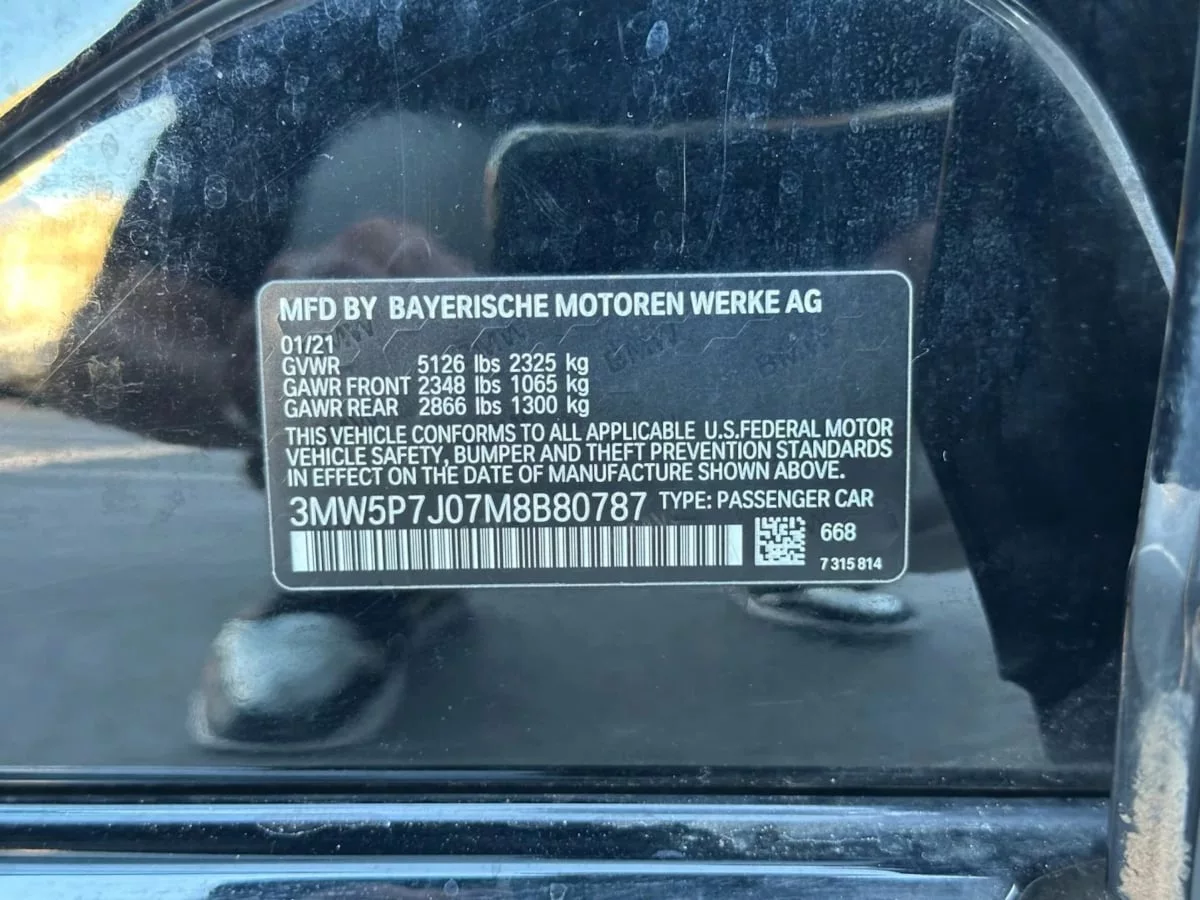 MFD BY BAYERISCHE MOTOREN WERKE AG
01/21
GVWR 5126 lbs 2325 kg
GAWR FRONT 2348 lbs 1065 kg
GAWR REAR 2866 lbs 1300 kg
THIS VEHICLE CONFORMS TO ALL APPLICABLE U.S.FEDERAL MOTOR
VEHICLE SAFETY, BUMPER AND THEFT PREVENTION STANDARDS
IN EFFECT ON THE DATE OF MANUFACTURE SHOWN ABOVE.
3MW5P7J07M8B80787 TYPE: PASSENGER CAR
668
7 315 814